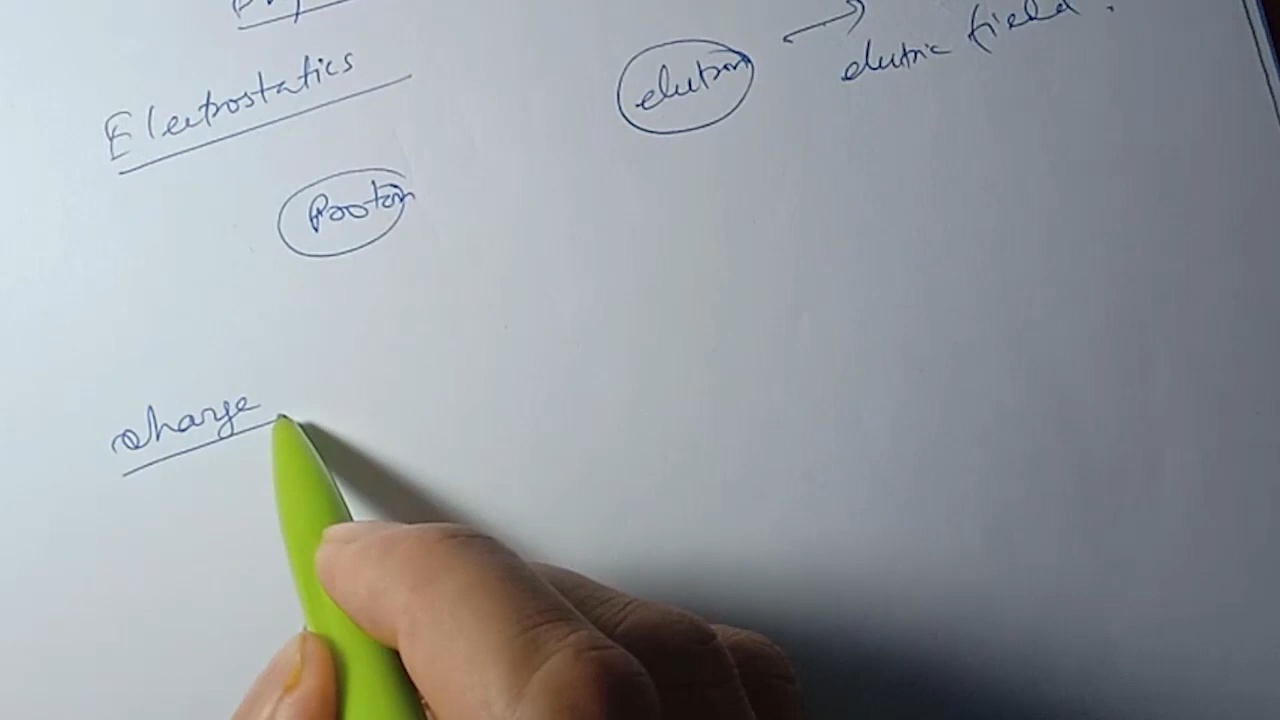 electric field.
Electrostatics
electron
Proton
charge